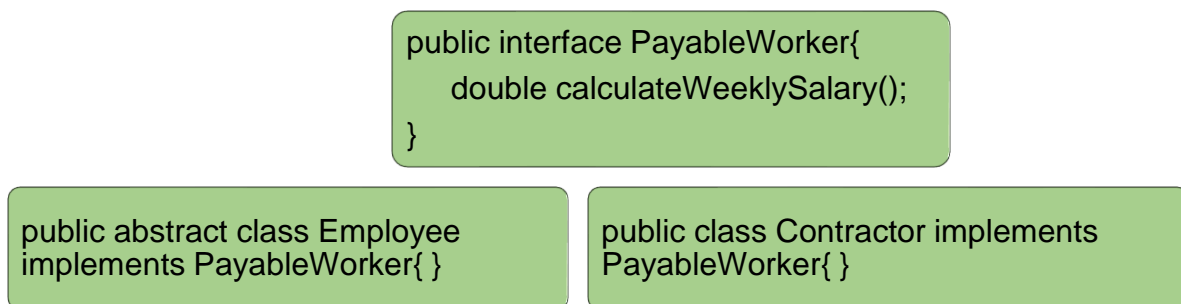 public interface PayableWorker{
double calculateWeeklySalary();
}
public abstract class Employee
implements PayableWorker{ }
public class Contractor implements
PayableWorker{ }